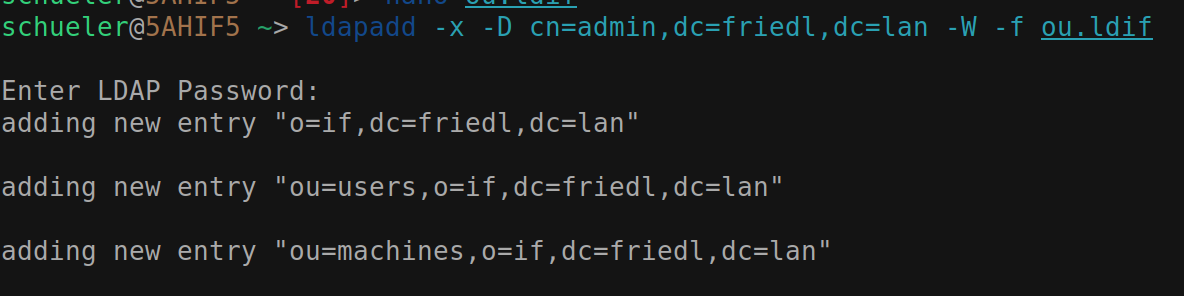 schueler@5AHIF5 ~ [26]> nano ou.ldif
schueler@5AHIF5 ~> ldapadd -x -D cn=admin,dc=friedl,dc=lan -W -f ou.ldif
Enter LDAP Password:
adding new entry "o=if,dc=friedl,dc=lan"
adding new entry "ou=users,o=if,dc=friedl,dc=lan"
adding new entry "ou=machines,o=if,dc=friedl,dc=lan"